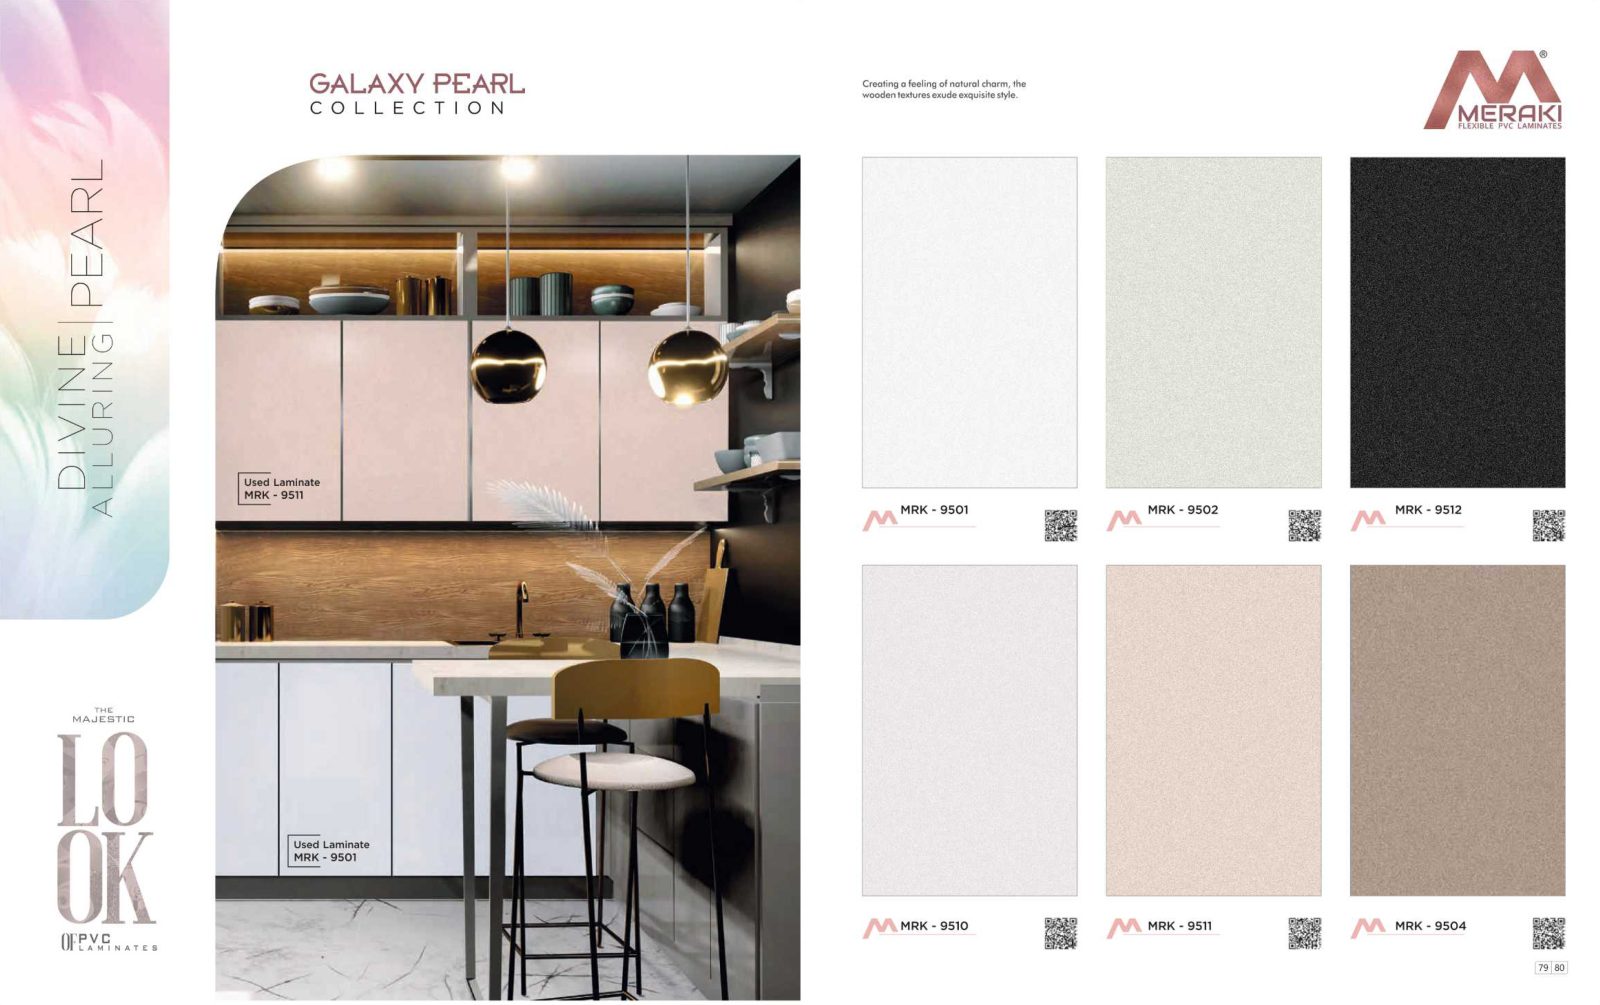 DIVINE | PEARL
ALLURING | PEARL
THE
MAJESTIC
LO
OK
OF PVC
LAMINATES
GALAXY PEARL
COLLECTION
Used Laminate
MRK - 9511
Used Laminate
MRK - 9501
Creating a feeling of natural charm, the
wooden textures exude exquisite style.
M®
MERAKI
FLEXIBLE PVC LAMINATES
MRK - 9501
MRK - 9502
MRK - 9512
MRK - 9510
MRK - 9511
MRK - 9504
79 | 80